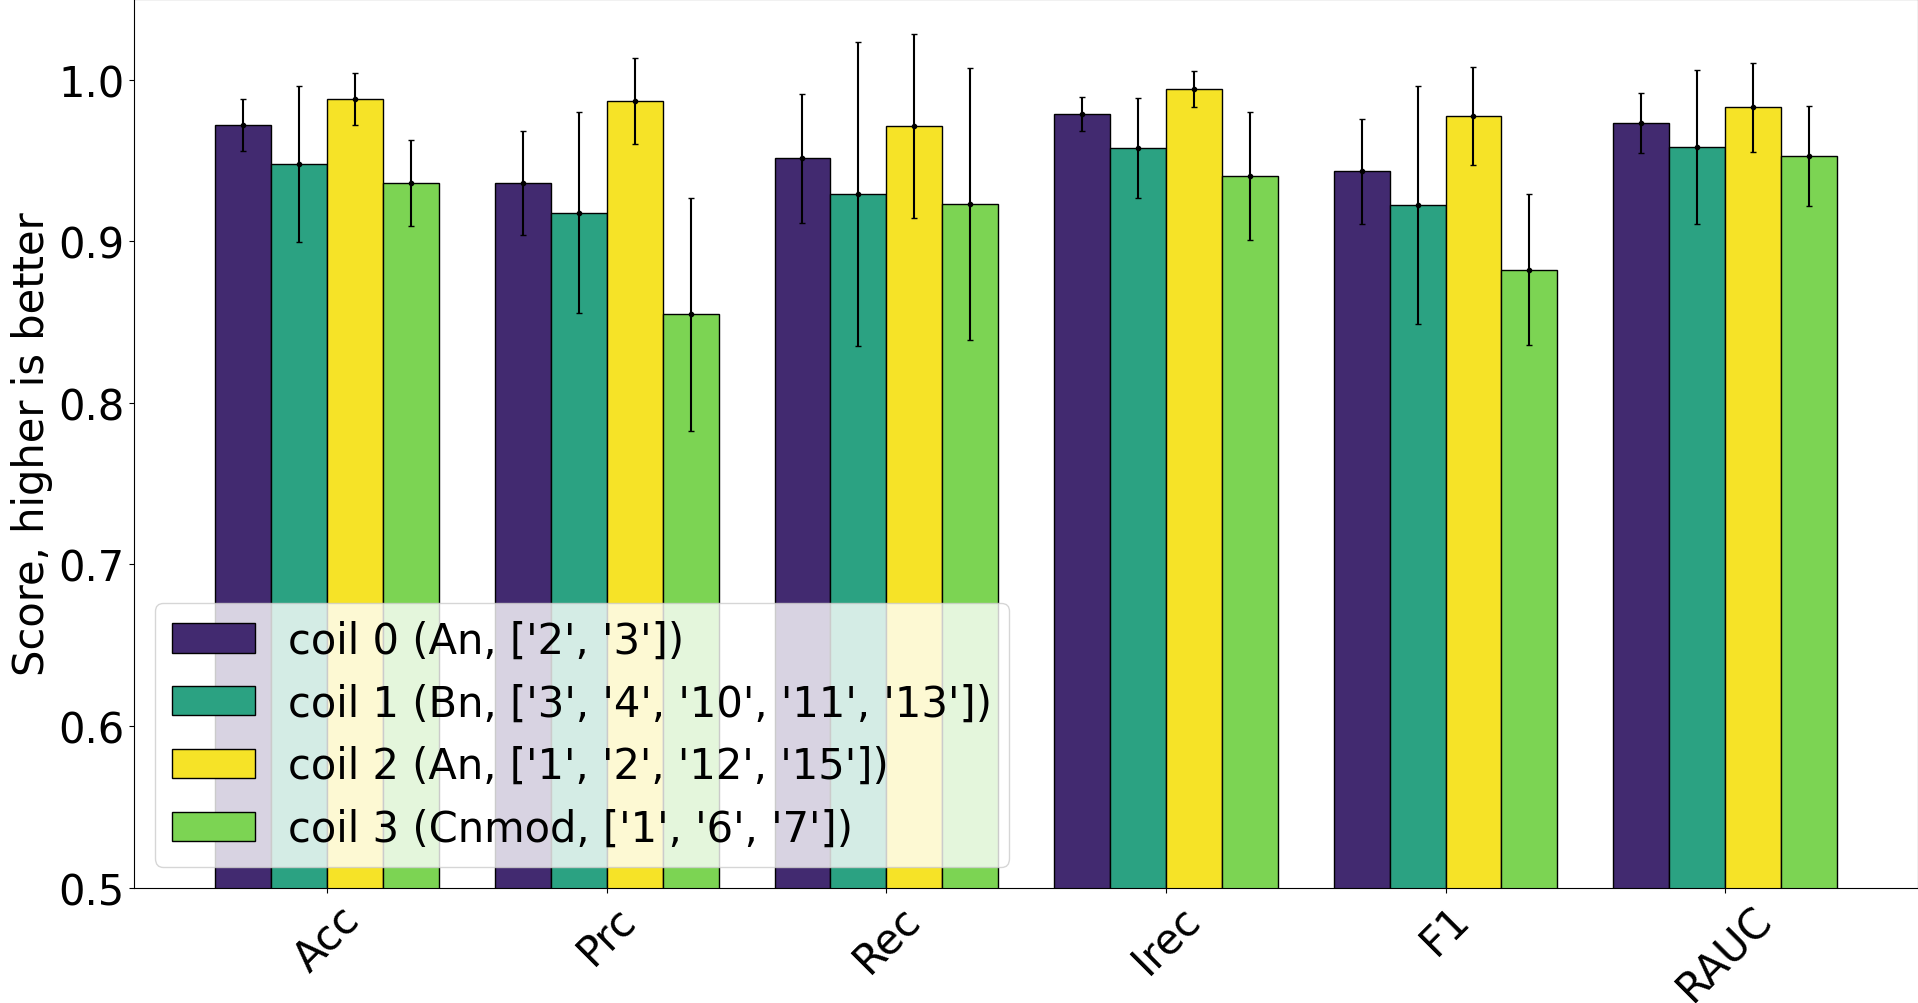 Score, higher is better
1.0
0.9
0.8
0.7
0.6
0.5
coil 0 (An, ['2', '3'])
coil 1 (Bn, ['3', '4', '10', '11', '13'])
coil 2 (An, ['1', '2', '12', '15'])
coil 3 (Cnmod, ['1', '6', '7'])
Acc
Prc
Rec
Irec
F1
RAUC